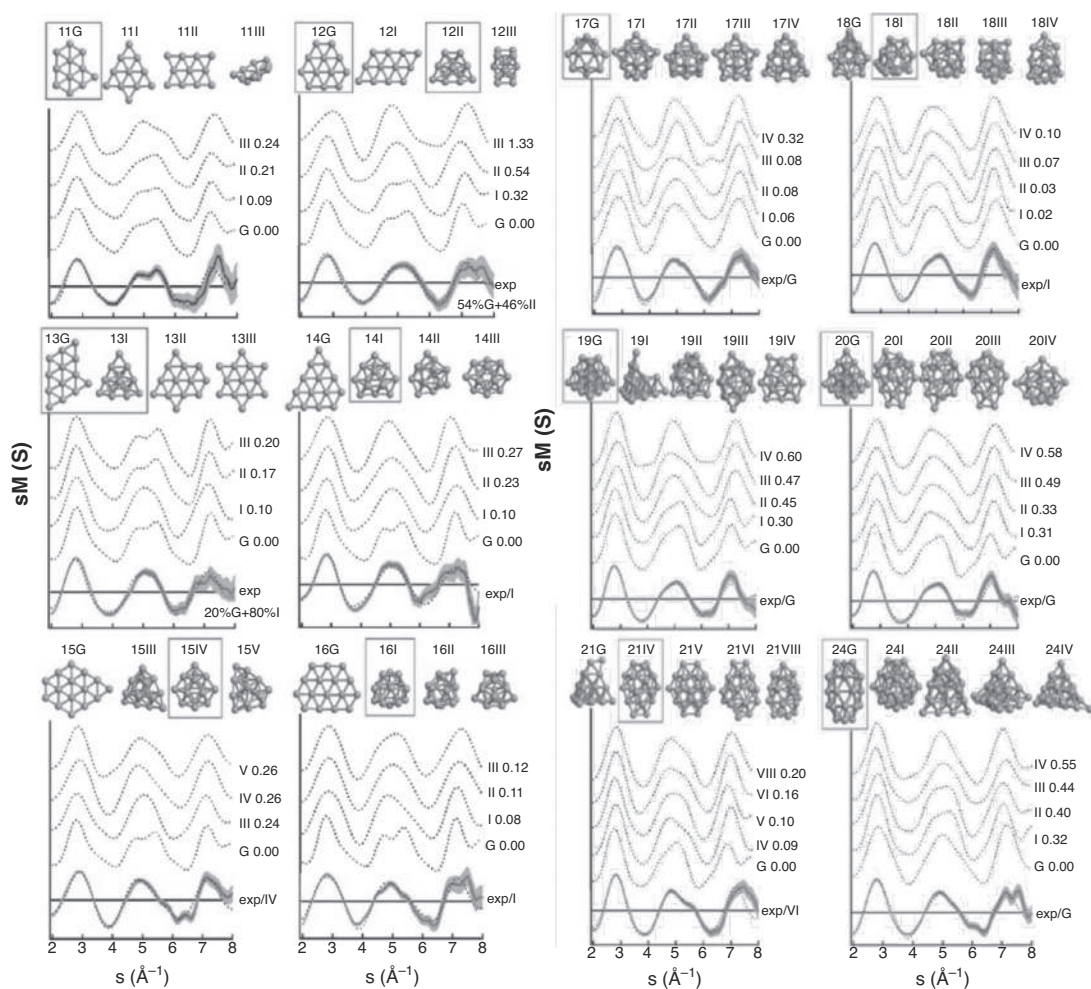 11G 11I 11II 11III
III 0.24
II 0.21
I 0.09
G 0.00
exp
12G 12I 12II 12III
III 1.33
II 0.54
I 0.32
G 0.00
exp
54%G+46%II
13G 13I 13II 13III
III 0.20
II 0.17
I 0.10
G 0.00
exp
20%G+80%I
14G 14I 14II 14III
III 0.27
II 0.23
I 0.10
G 0.00
exp/I
15G 15III 15IV 15V
V 0.26
IV 0.26
III 0.24
G 0.00
exp/IV
2 3 4 5 6 7 8
s (Å⁻¹)
16G 16I 16II 16III
III 0.12
II 0.11
I 0.08
G 0.00
exp/I
2 3 4 5 6 7 8
s (Å⁻¹)
sM (S)
17G 17I 17II 17III 17IV
IV 0.32
III 0.08
II 0.08
I 0.06
G 0.00
exp/G
18G 18I 18II 18III 18IV
IV 0.10
III 0.07
II 0.03
I 0.02
G 0.00
exp/I
19G 19I 19II 19III 19IV
IV 0.60
III 0.47
II 0.45
I 0.30
G 0.00
exp/G
20G 20I 20II 20III 20IV
IV 0.58
III 0.49
II 0.33
I 0.31
G 0.00
exp/G
21G 21IV 21V 21VI 21VIII
VIII 0.20
VI 0.16
V 0.10
IV 0.09
G 0.00
exp/VI
2 3 4 5 6 7 8
s (Å⁻¹)
24G 24I 24II 24III 24IV
IV 0.55
III 0.44
II 0.40
I 0.32
G 0.00
exp/G
2 3 4 5 6 7 8
s (Å⁻¹)
sM (S)